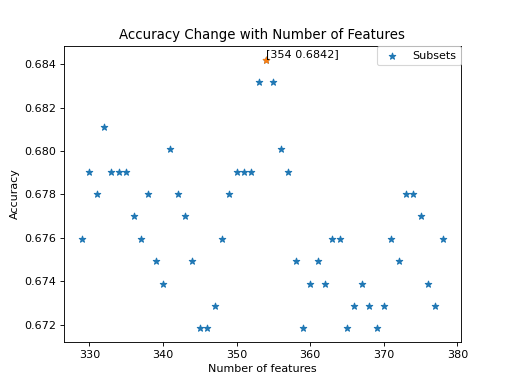 Accuracy Change with Number of Features
[354 0.6842]
Subsets
0.684
0.682
0.680
0.678
0.676
0.674
0.672
Accuracy
330 340 350 360 370 380
Number of features